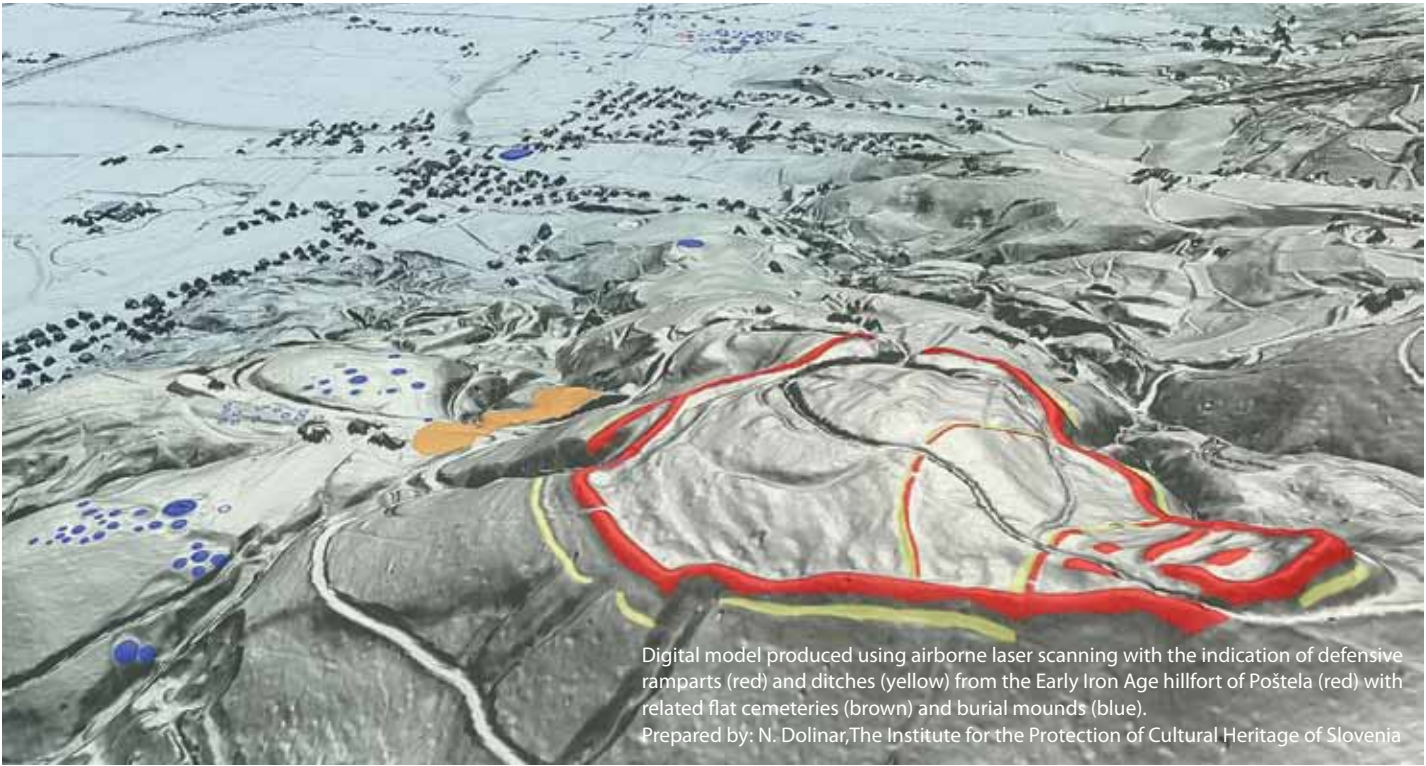 Digital model produced using airborne laser scanning with the indication of defensive
ramparts (red) and ditches (yellow) from the Early Iron Age hillfort of Poštela (red) with
related flat cemeteries (brown) and burial mounds (blue).
Prepared by: N. Dolinar,The Institute for the Protection of Cultural Heritage of Slovenia